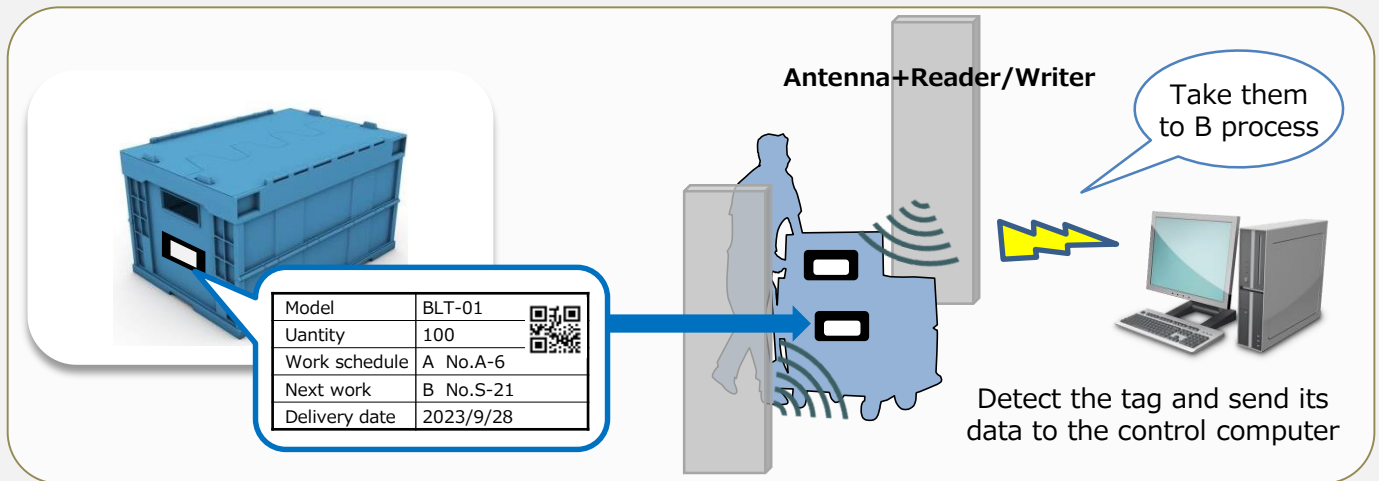 Antenna+Reader/Writer
Take them
to B process
Model BLT-01
Uantity 100
Work schedule A No.A-6
Next work B No.S-21
Delivery date 2023/9/28
Detect the tag and send its
data to the control computer